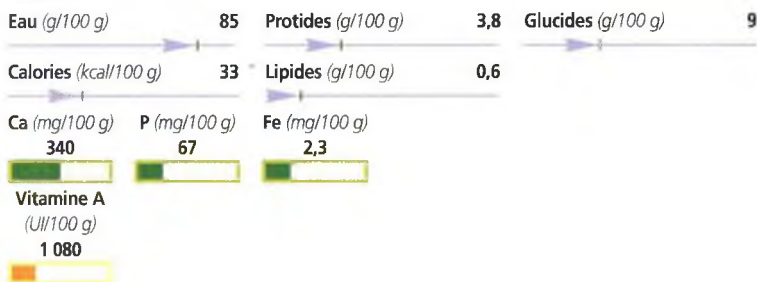 Eau (g/100 g) 85 Protides (g/100 g) 3,8 Glucides (g/100 g) 9
Calories (kcal/100 g) 33 Lipides (g/100 g) 0,6
Ca (mg/100 g) P (mg/100 g) Fe (mg/100 g)
340 67 2,3
Vitamine A
(UI/100 g)
1 080